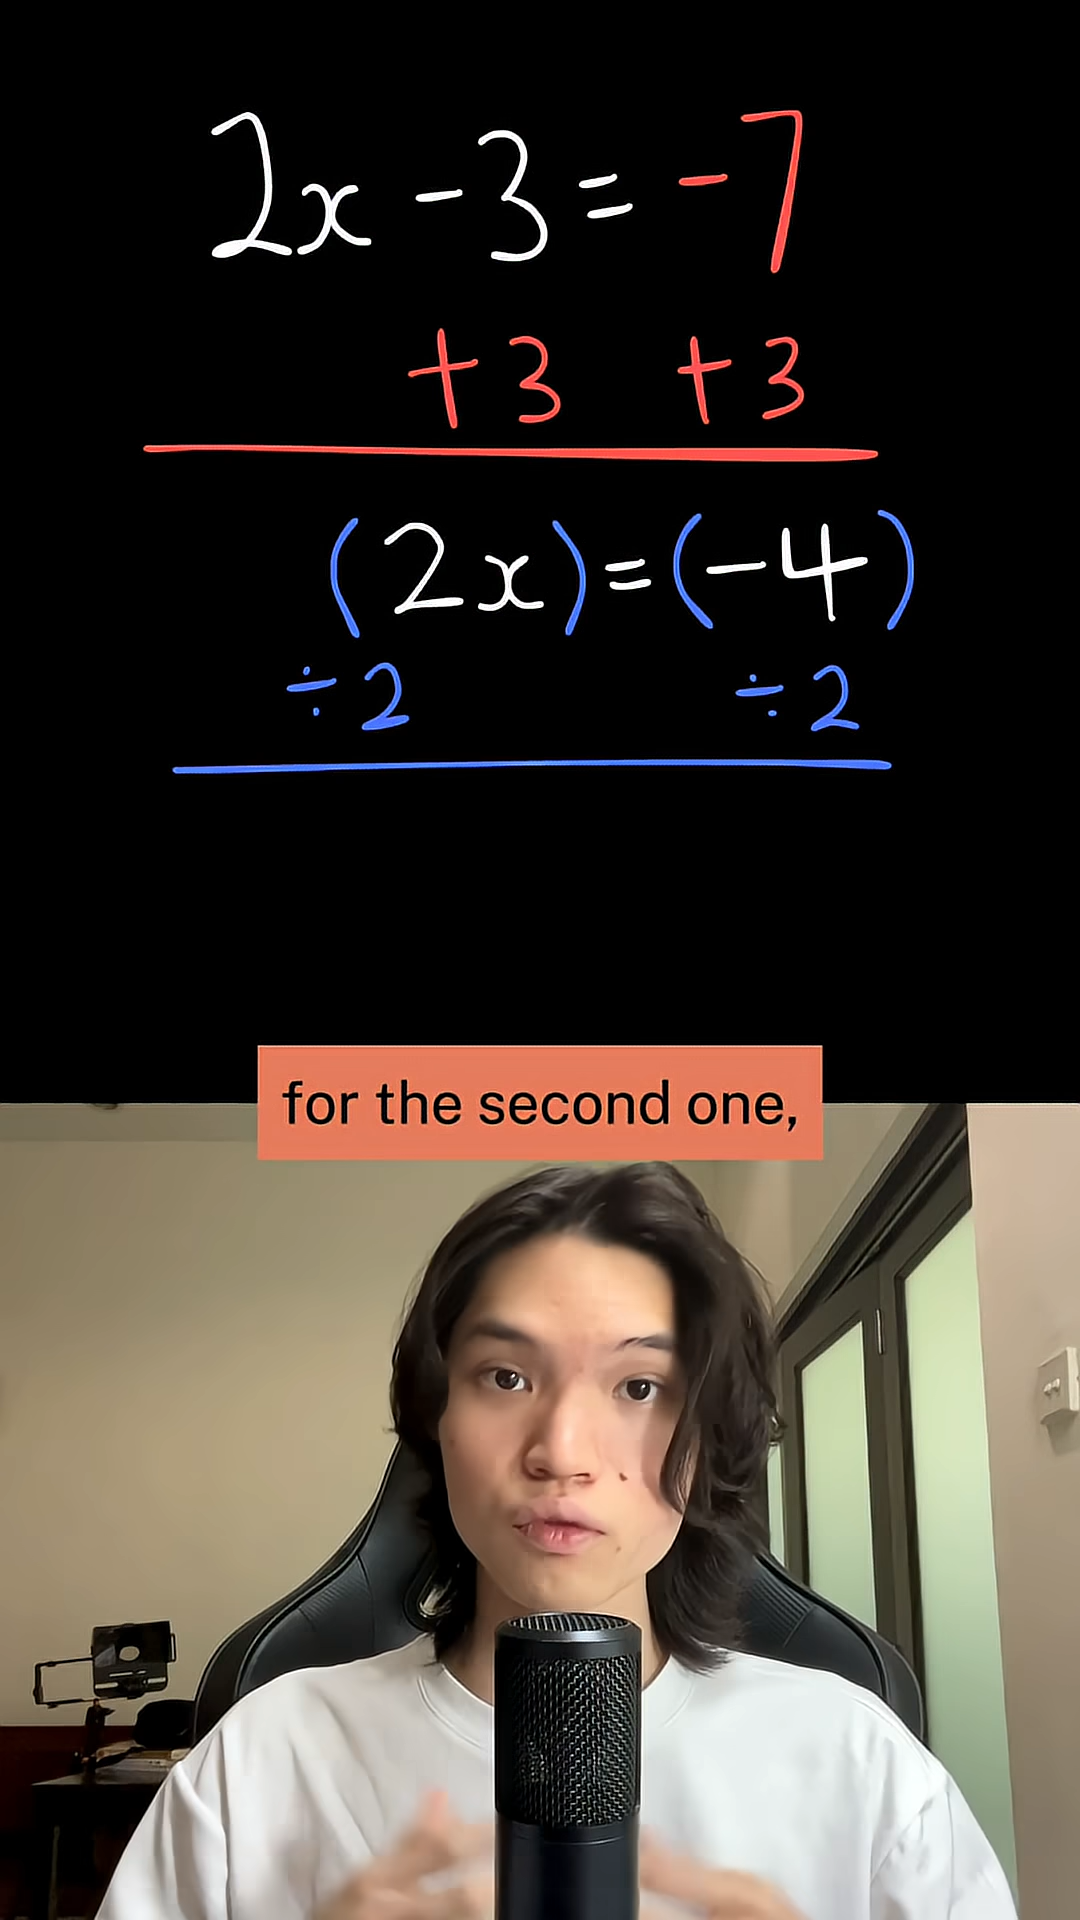 2x - 3 = -7
+ 3 + 3
(2x) = (-4)
÷ 2 ÷ 2
for the second one,